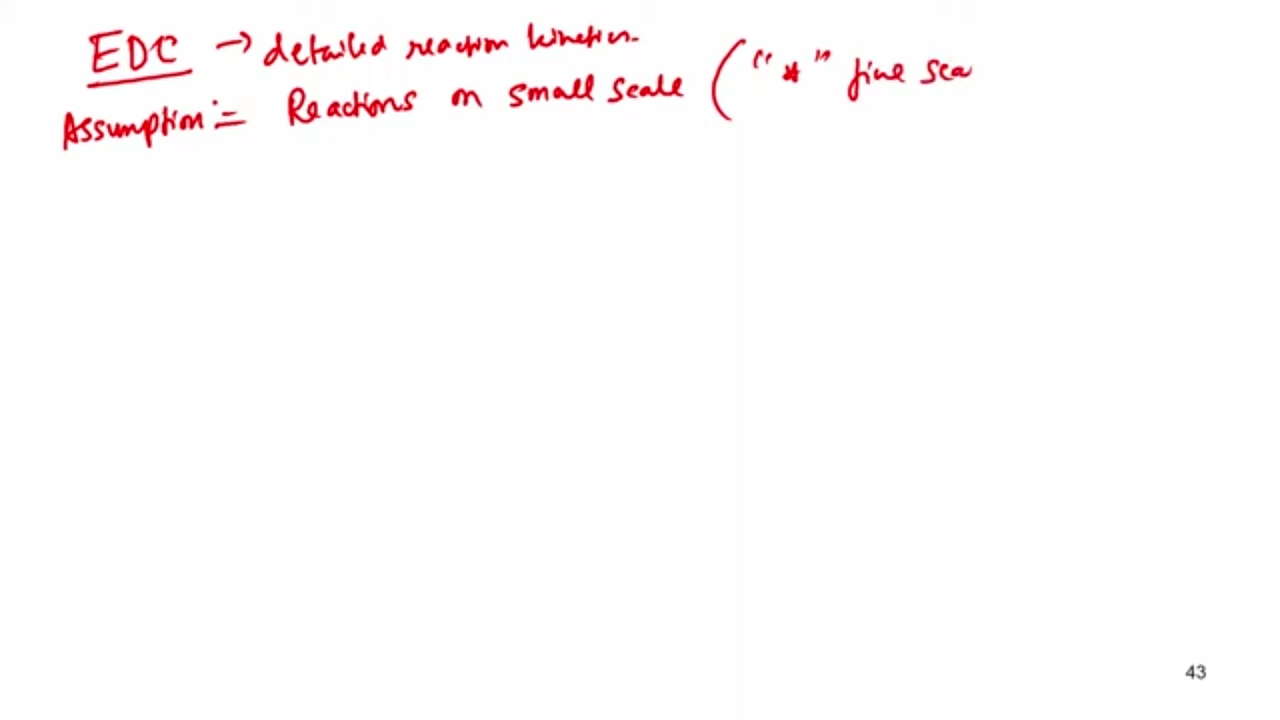 EDC → detailed reaction kinetics.
Assumption := Reactions on small scale ( "*" fine sca
43